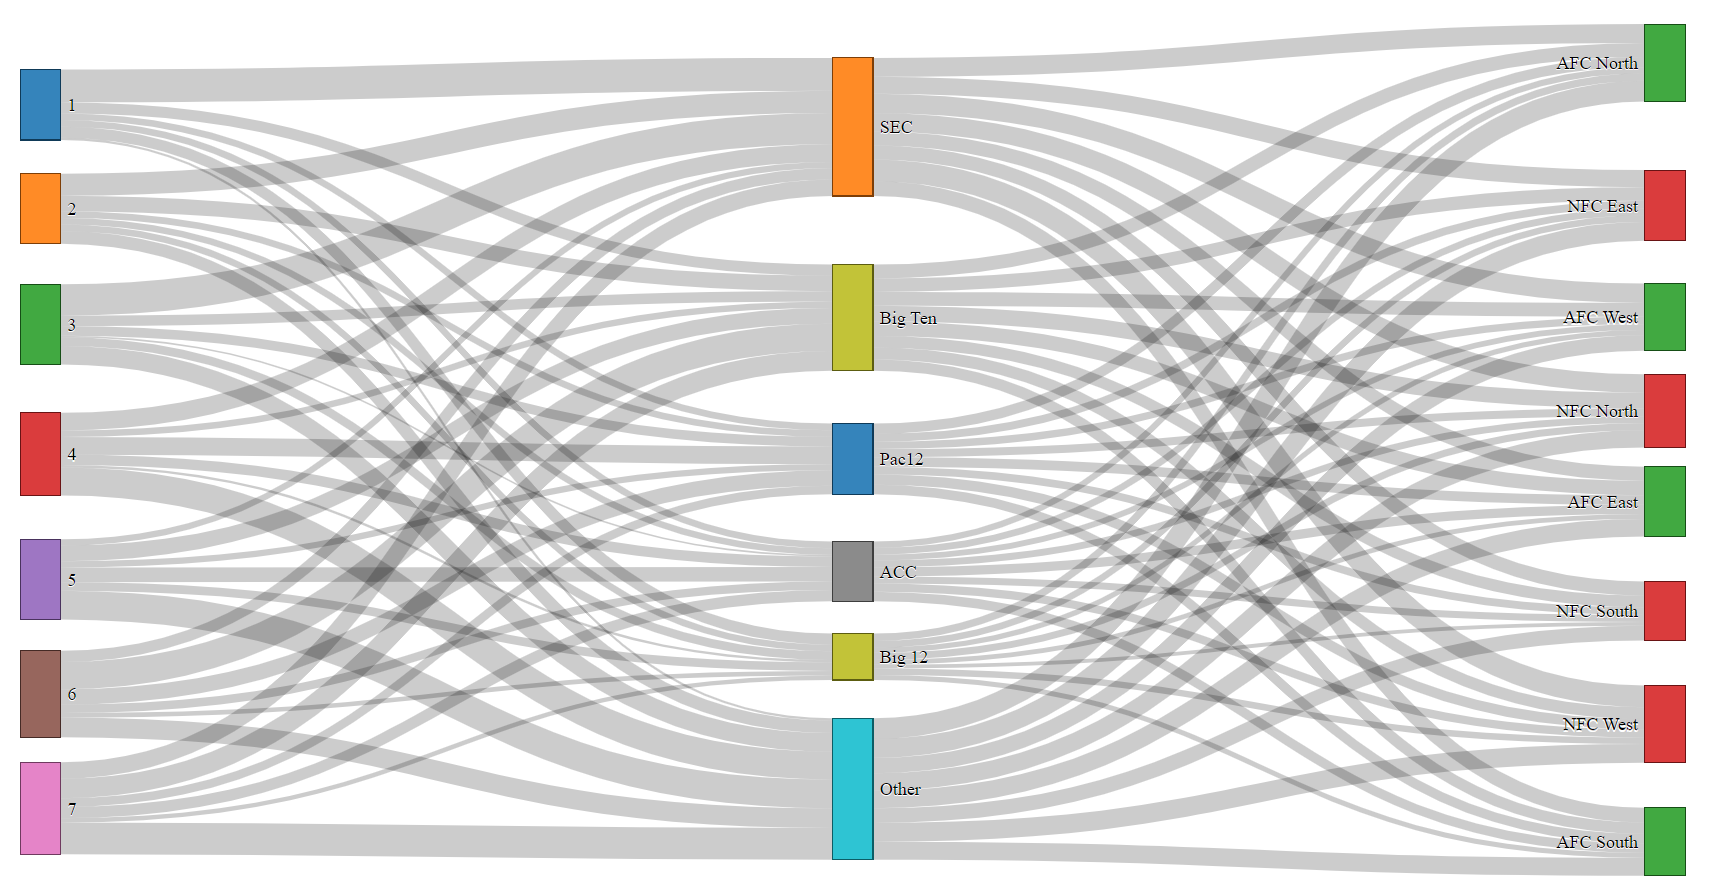 1
2
3
4
5
6
7
SEC
Big Ten
Pac12
ACC
Big 12
Other
AFC North
NFC East
AFC West
NFC North
AFC East
NFC South
NFC West
AFC South